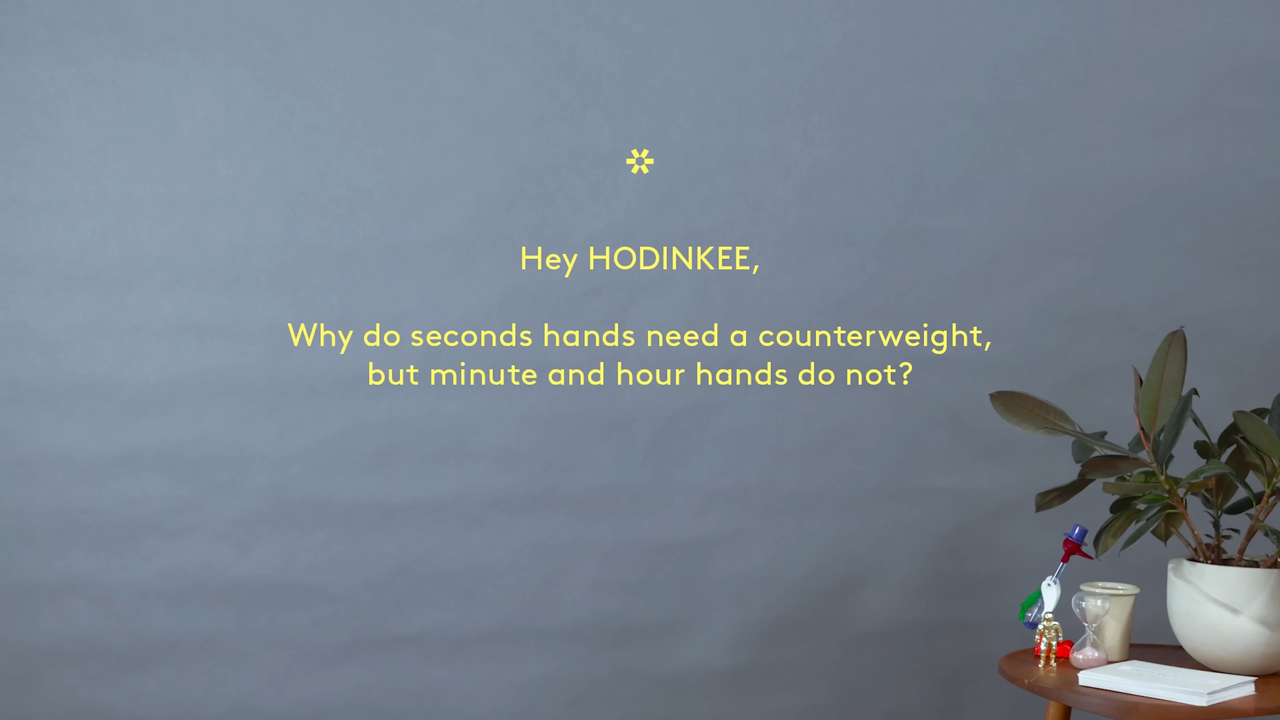 Hey HODINKEE,
Why do seconds hands need a counterweight,
but minute and hour hands do not?